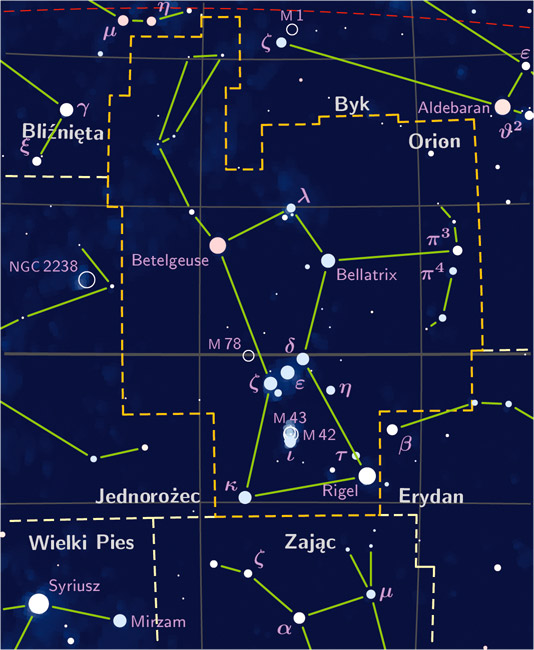 η
μ
M 1
ζ
ε
γ
Bliźnięta
Byk
Aldebaran
ϑ²
Orion
ξ
λ
π³
Betelgeuse
Bellatrix
π⁴
NGC 2238
M 78
δ
ζ
ε
η
M 43
M 42
ι
τ
β
κ
Rigel
Jednorożec
Erydan
Wielki Pies
Zając
ζ
Syriusz
μ
Mirzam
α